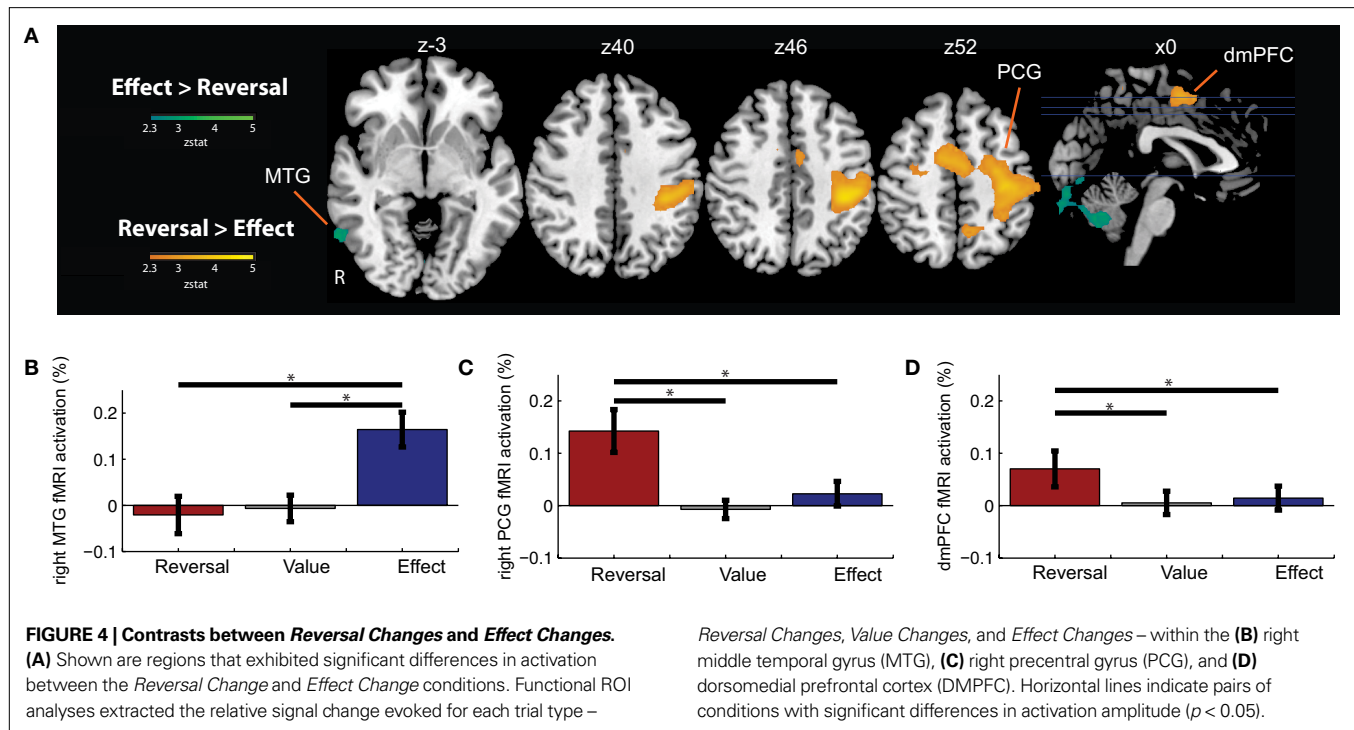 A
z-3
z40
z46
z52
x0
dmPFC
PCG
Effect > Reversal
2.3 3 4 5
zstat
MTG
Reversal > Effect
2.3 3 4 5
zstat
R
B
right MTG fMRI activation (%)
0.2
0.1
0
−0.1
*
*
Reversal Value Effect
C
right PCG fMRI activation (%)
0.2
0.1
0
−0.1
*
*
Reversal Value Effect
D
dmPFC fMRI activation (%)
0.2
0.1
0
−0.1
*
*
Reversal Value Effect
FIGURE 4 | Contrasts between Reversal Changes and Effect Changes.
(A) Shown are regions that exhibited significant differences in activation
between the Reversal Change and Effect Change conditions. Functional ROI
analyses extracted the relative signal change evoked for each trial type –
Reversal Changes, Value Changes, and Effect Changes – within the (B) right
middle temporal gyrus (MTG), (C) right precentral gyrus (PCG), and (D)
dorsomedial prefrontal cortex (DMPFC). Horizontal lines indicate pairs of
conditions with significant differences in activation amplitude (p < 0.05).